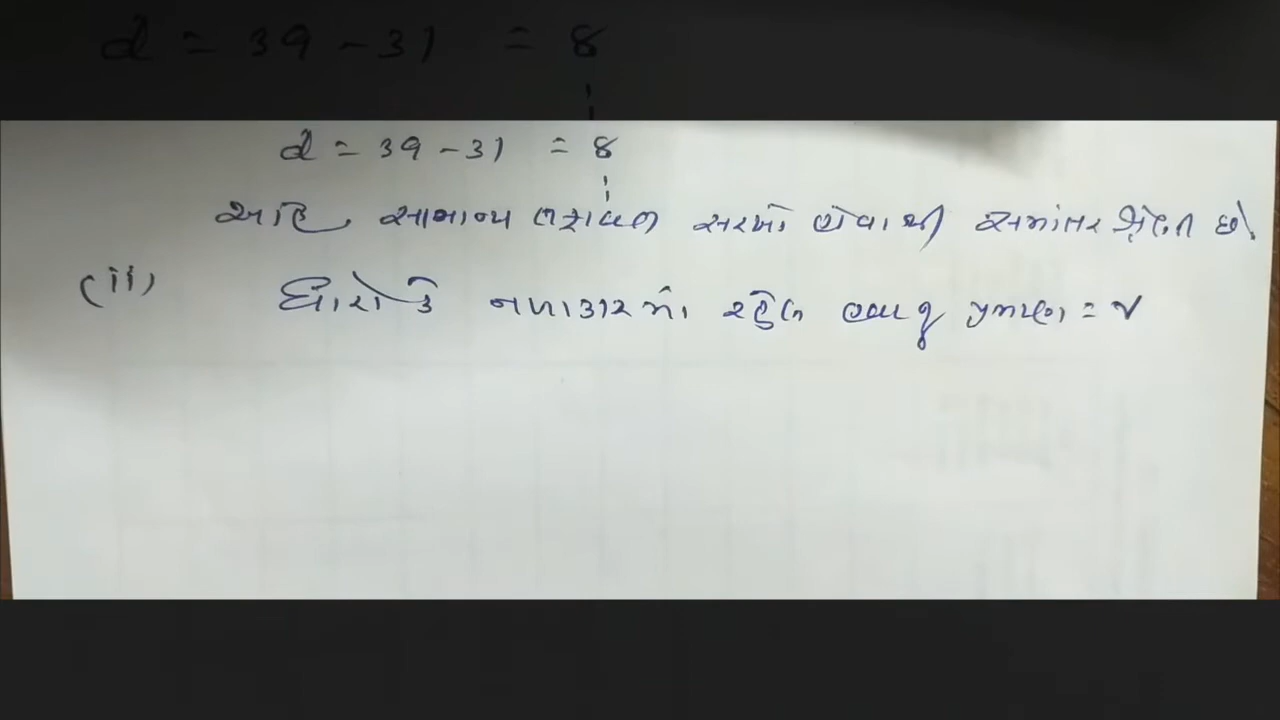 d = 39 - 31 = 8
d = 39 - 31 = 8
અહિ, સામાન્ય તફાવત સરખો હોવાથી સમાંતર શ્રેણી છે.
(ii) ધારો કે નળાકારમાં રહેલ હવાનું પ્રમાણ = v